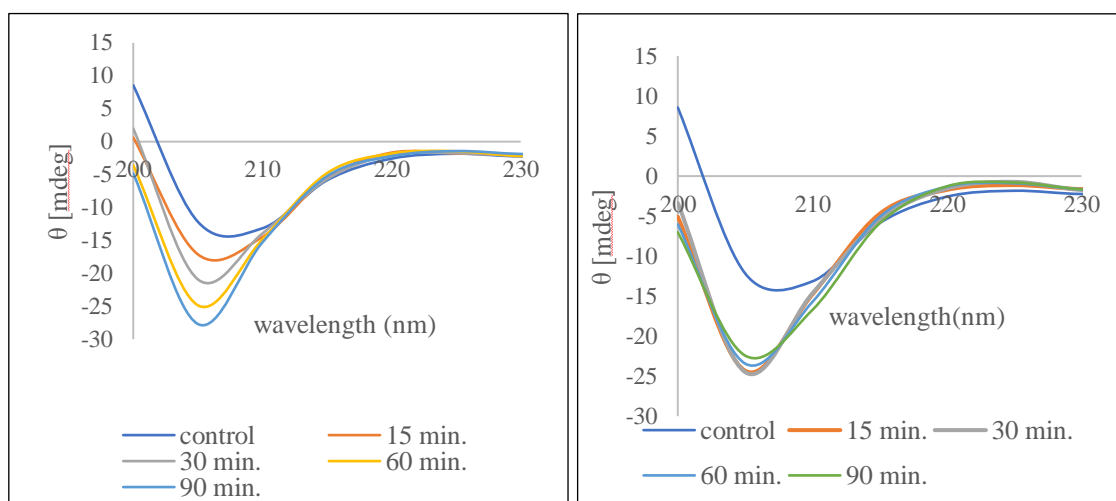 15
10
5
0
-5
-10
-15
-20
-25
-30
200
210
220
230
θ [mdeg]
wavelength (nm)
control
15 min.
30 min.
60 min.
90 min.
15
10
5
0
-5
-10
-15
-20
-25
-30
200
210
220
230
θ [mdeg]
wavelength(nm)
control
15 min.
30 min.
60 min.
90 min.